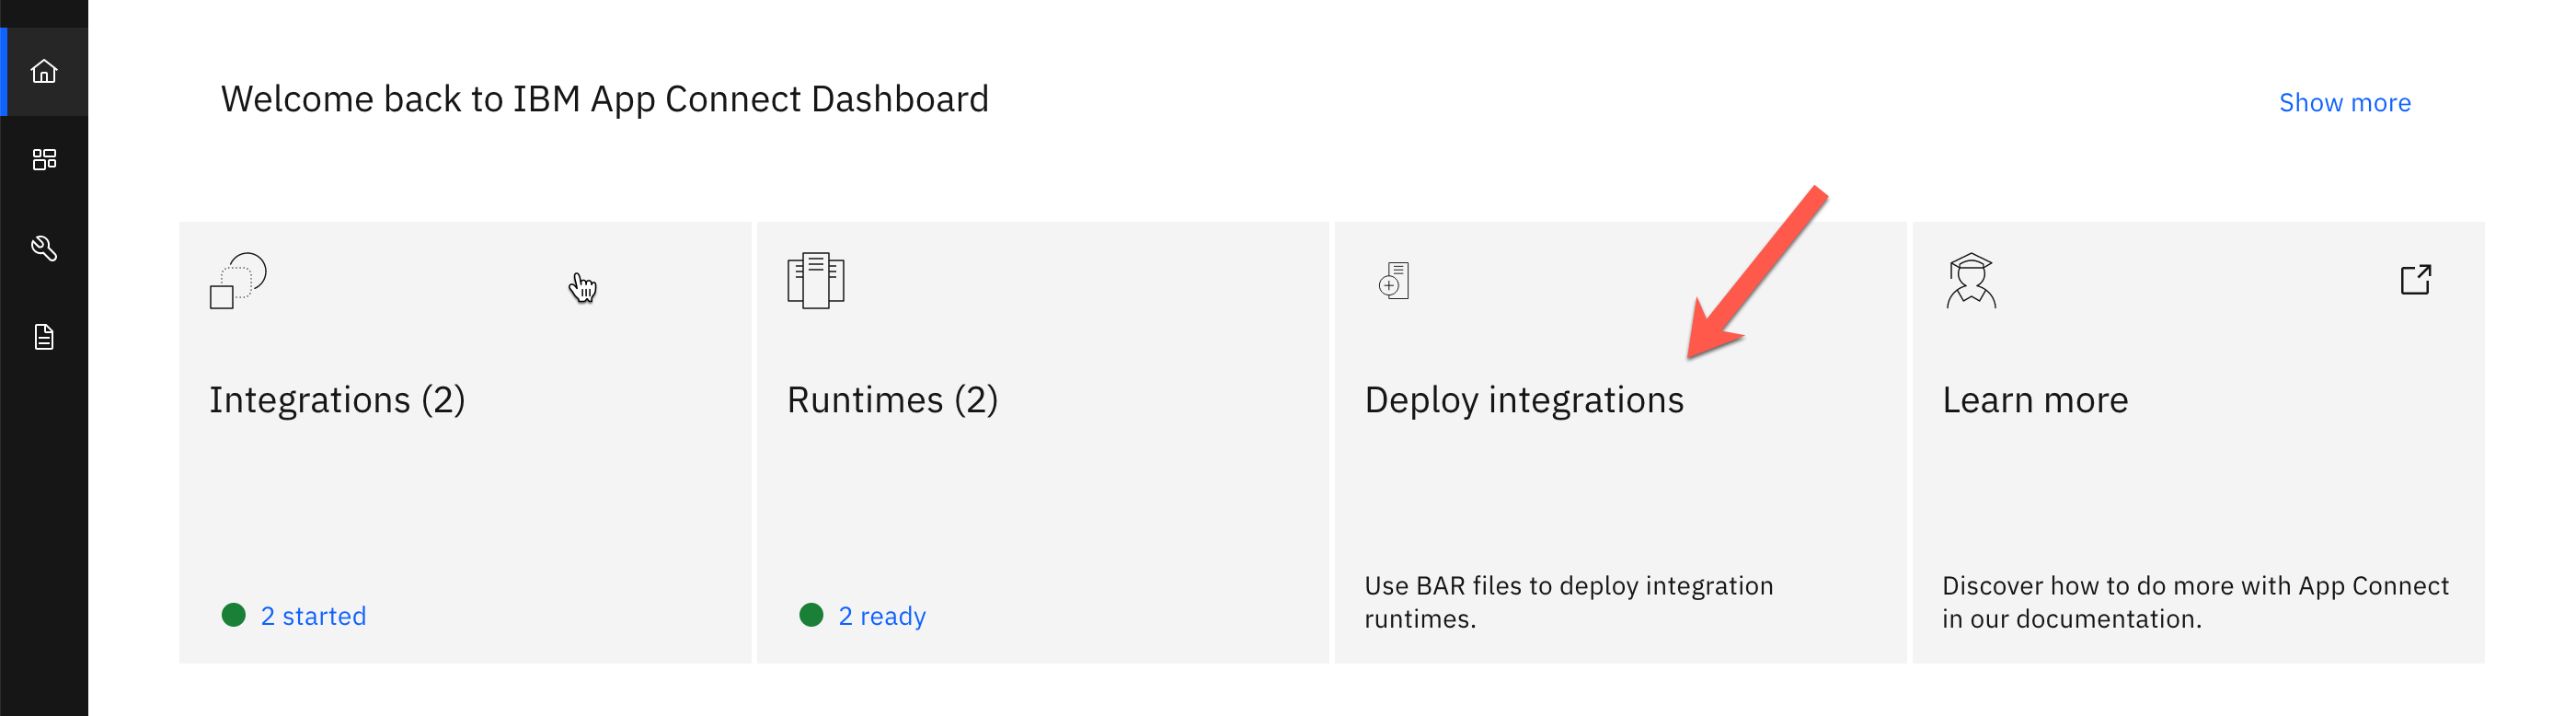 Welcome back to IBM App Connect Dashboard
Show more
Integrations (2)
2 started
Runtimes (2)
2 ready
Deploy integrations
Use BAR files to deploy integration
runtimes.
Learn more
Discover how to do more with App Connect
in our documentation.